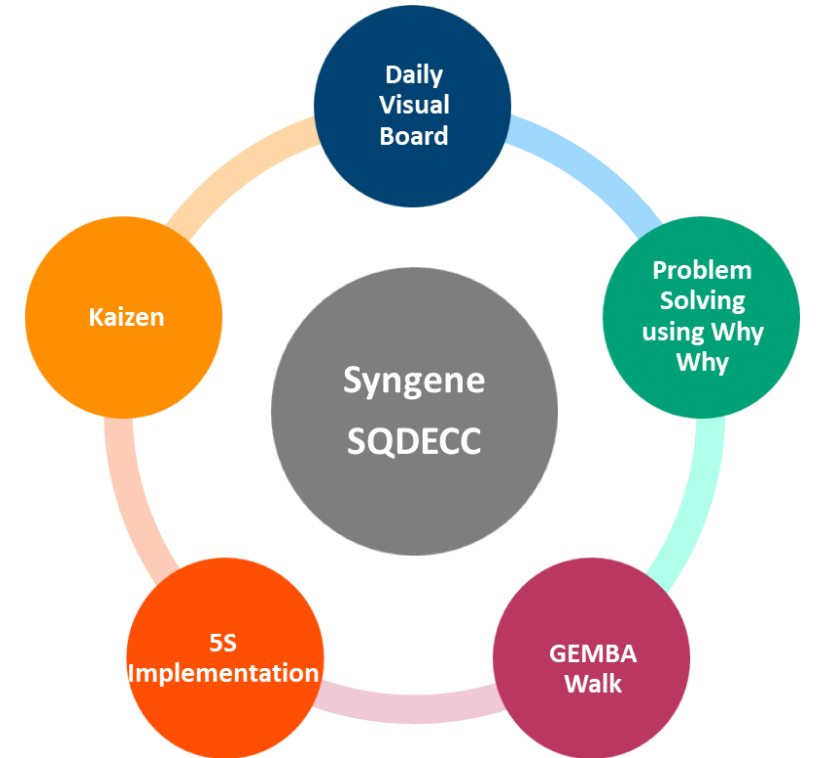 Daily
Visual
Board
Problem
Solving
using Why
Why
GEMBA
Walk
5S
Implementation
Kaizen
Syngene
SQDECC